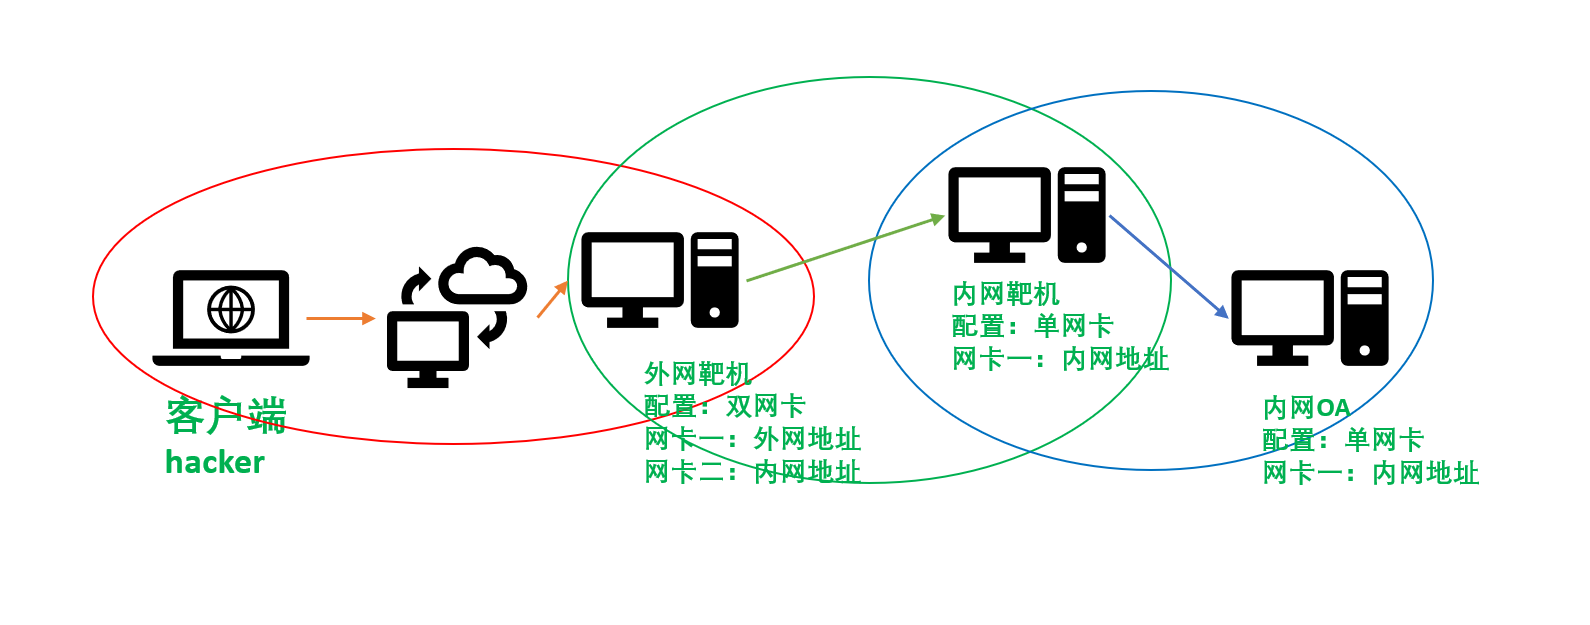 客户端
hacker
外网靶机
配置：双网卡
网卡一：外网地址
网卡二：内网地址
内网靶机
配置：单网卡
网卡一：内网地址
内网OA
配置：单网卡
网卡一：内网地址